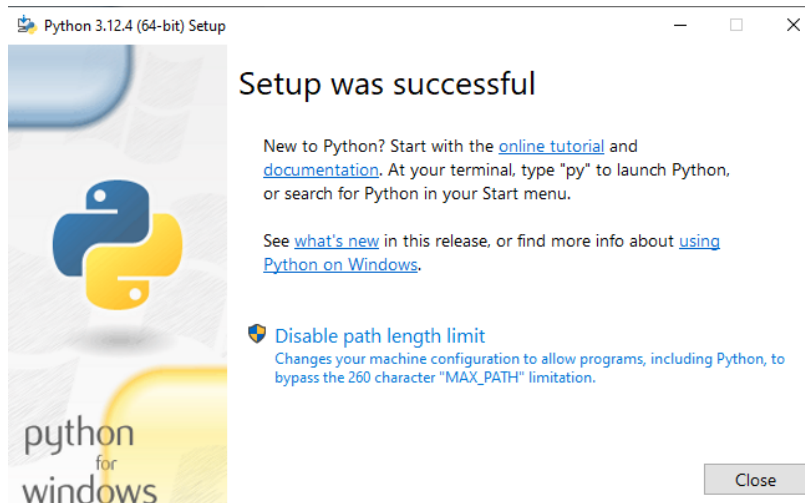 Python 3.12.4 (64-bit) Setup
Setup was successful
New to Python? Start with the online tutorial and
documentation. At your terminal, type "py" to launch Python,
or search for Python in your Start menu.
See what's new in this release, or find more info about using
Python on Windows.
Disable path length limit
Changes your machine configuration to allow programs, including Python, to
bypass the 260 character "MAX_PATH" limitation.
python
for
windows
Close